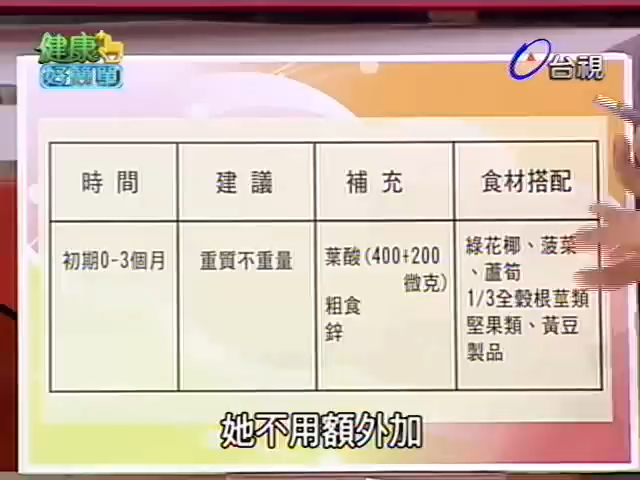 健康
好簡單
台視
時間
建議
補充
食材搭配
初期0-3個月
重質不重量
葉酸(400+200
微克)
粗食
鋅
綠花椰、菠菜
、蘆筍
1/3全穀根莖類
堅果類、黃豆
製品
她不用額外加